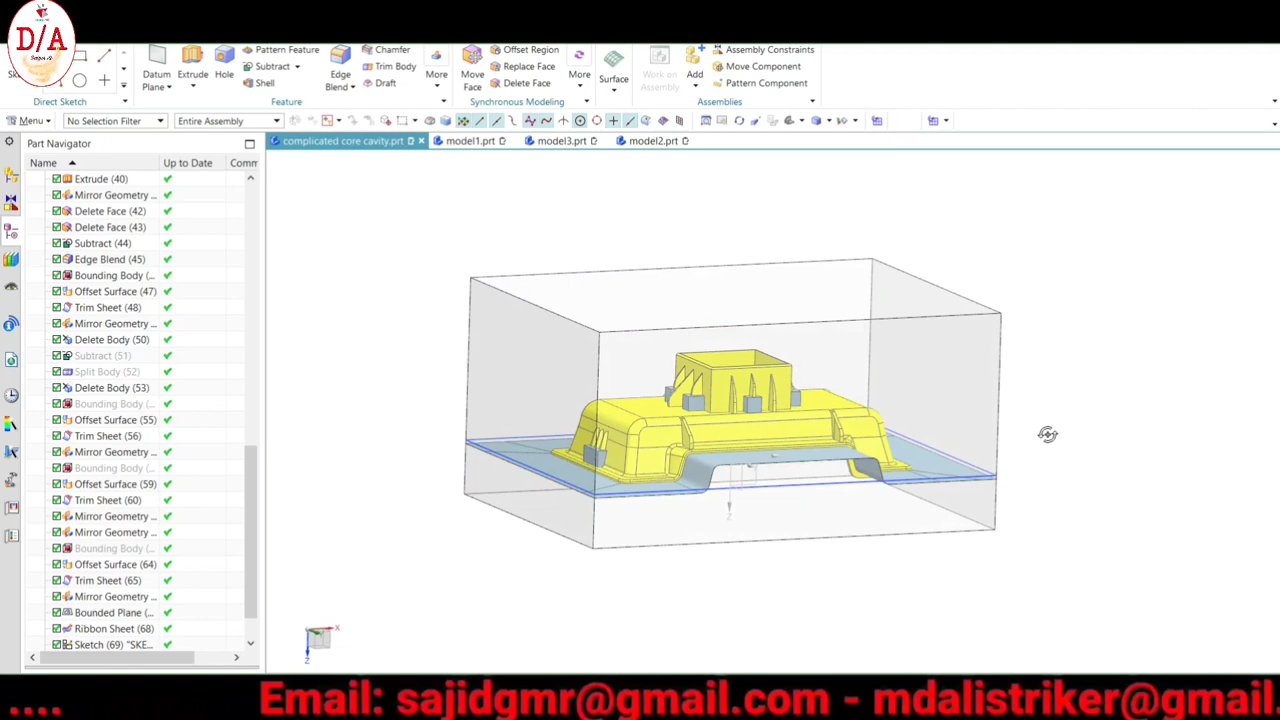 D/A
Pattern Feature
Subtract
Shell
Chamfer
Trim Body
Draft
Offset Region
Replace Face
Delete Face
Assembly Constraints
Move Component
Pattern Component
Datum Plane
Extrude
Hole
Edge Blend
More
Move Face
More
Surface
Work on Assembly
Add
Direct Sketch
Feature
Synchronous Modeling
Assemblies
Menu
No Selection Filter
Entire Assembly
Part Navigator
complicated core cavity.prt
model1.prt
model3.prt
model2.prt
Name Up to Date Comm
Extrude (40)
Mirror Geometry ...
Delete Face (42)
Delete Face (43)
Subtract (44)
Edge Blend (45)
Bounding Body (...
Offset Surface (47)
Trim Sheet (48)
Mirror Geometry ...
Delete Body (50)
Subtract (51)
Split Body (52)
Delete Body (53)
Bounding Body (...
Offset Surface (55)
Trim Sheet (56)
Mirror Geometry ...
Bounding Body (...
Offset Surface (59)
Trim Sheet (60)
Mirror Geometry ...
Mirror Geometry ...
Bounding Body (...
Offset Surface (64)
Trim Sheet (65)
Mirror Geometry ...
Bounded Plane (...
Ribbon Sheet (68)
Sketch (69) "SKE...
Z
X
Z
.... Email: sajidgmr@gmail.com - mdalistriker@gmail.